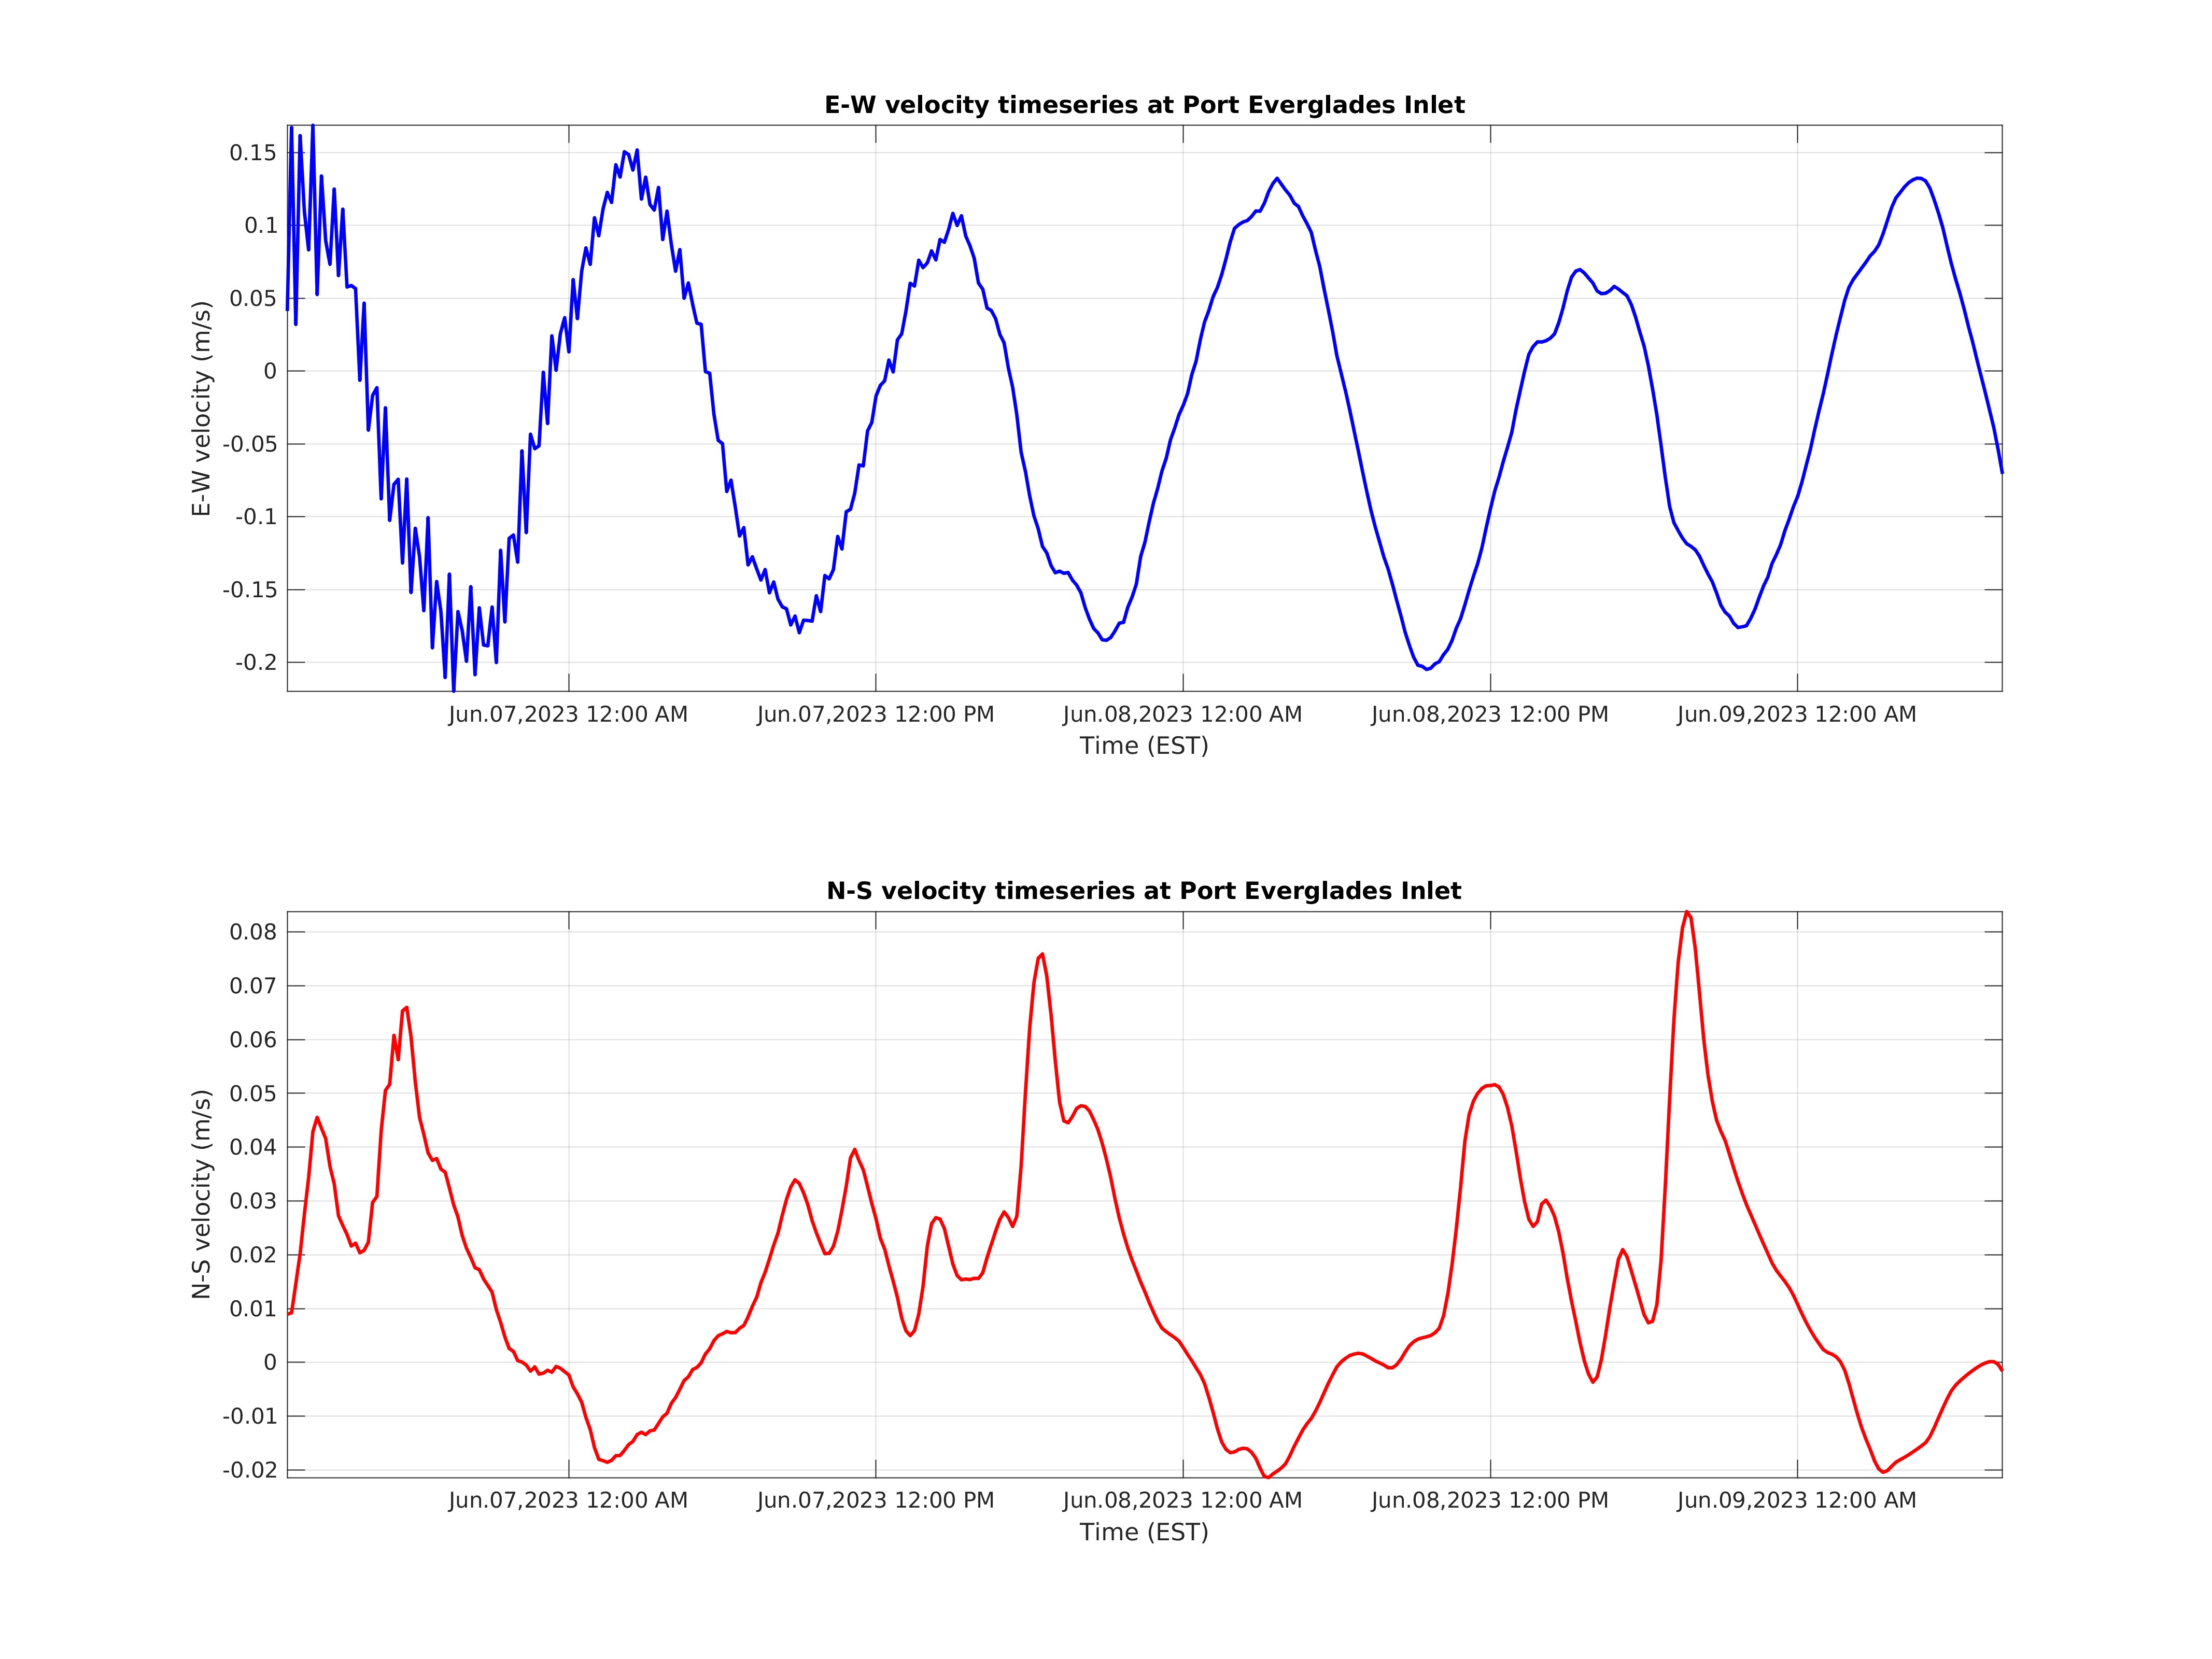 E-W velocity timeseries at Port Everglades Inlet
0.15
0.1
0.05
0
-0.05
-0.1
-0.15
-0.2
E-W velocity (m/s)
Jun.07,2023 12:00 AM Jun.07,2023 12:00 PM Jun.08,2023 12:00 AM Jun.08,2023 12:00 PM Jun.09,2023 12:00 AM
Time (EST)
N-S velocity timeseries at Port Everglades Inlet
0.08
0.07
0.06
0.05
0.04
0.03
0.02
0.01
0
-0.01
-0.02
N-S velocity (m/s)
Jun.07,2023 12:00 AM Jun.07,2023 12:00 PM Jun.08,2023 12:00 AM Jun.08,2023 12:00 PM Jun.09,2023 12:00 AM
Time (EST)